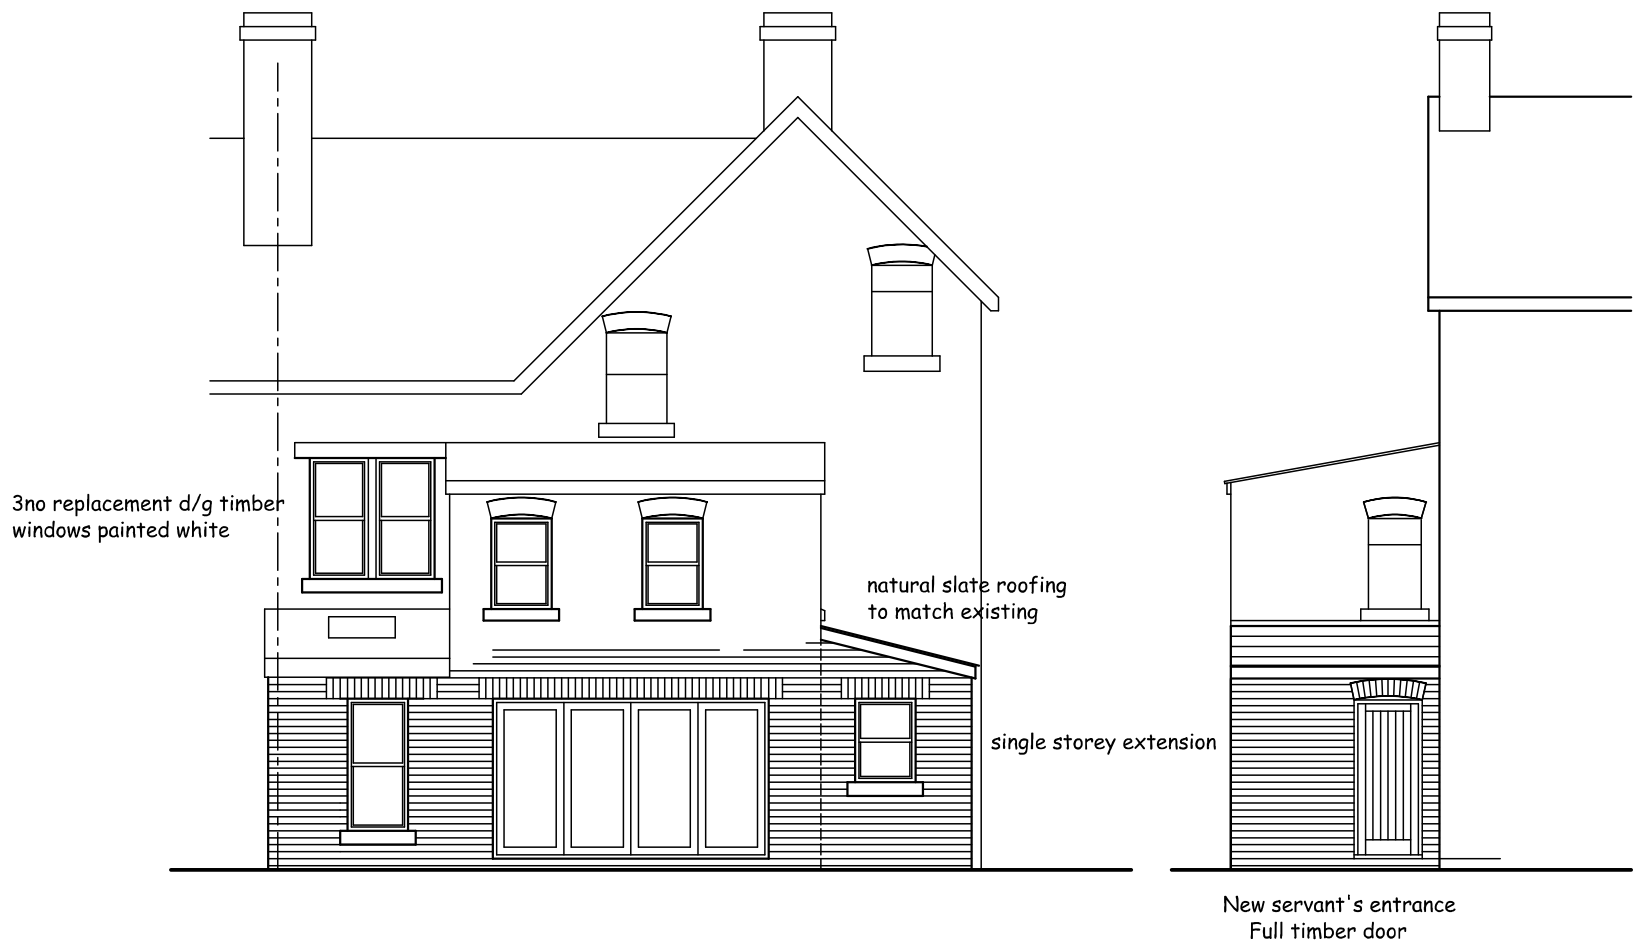 3no replacement d/g timber
windows painted white
natural slate roofing
to match existing
single storey extension
New servant's entrance
Full timber door